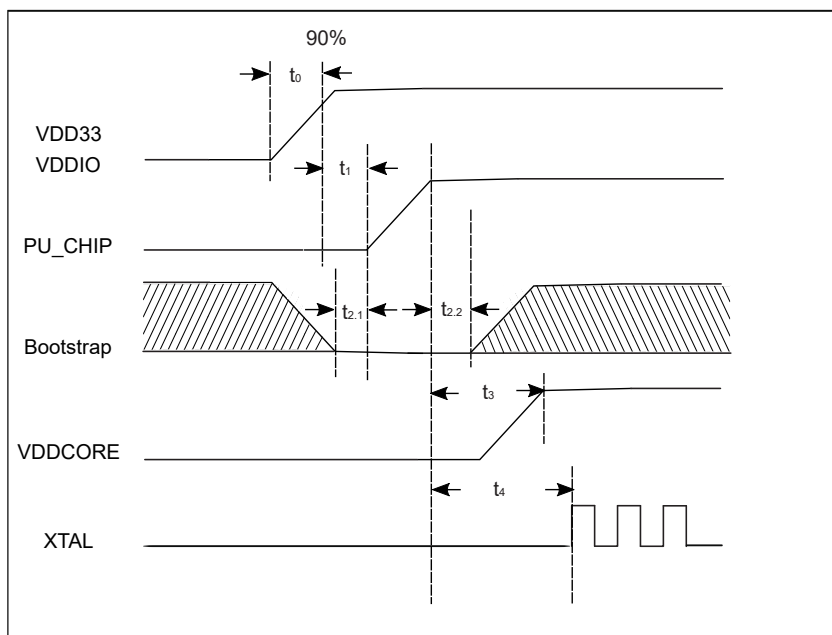 90%
t0
VDD33
VDDIO
t1
PU_CHIP
t2.1
t2.2
Bootstrap
t3
VDDCORE
t4
XTAL